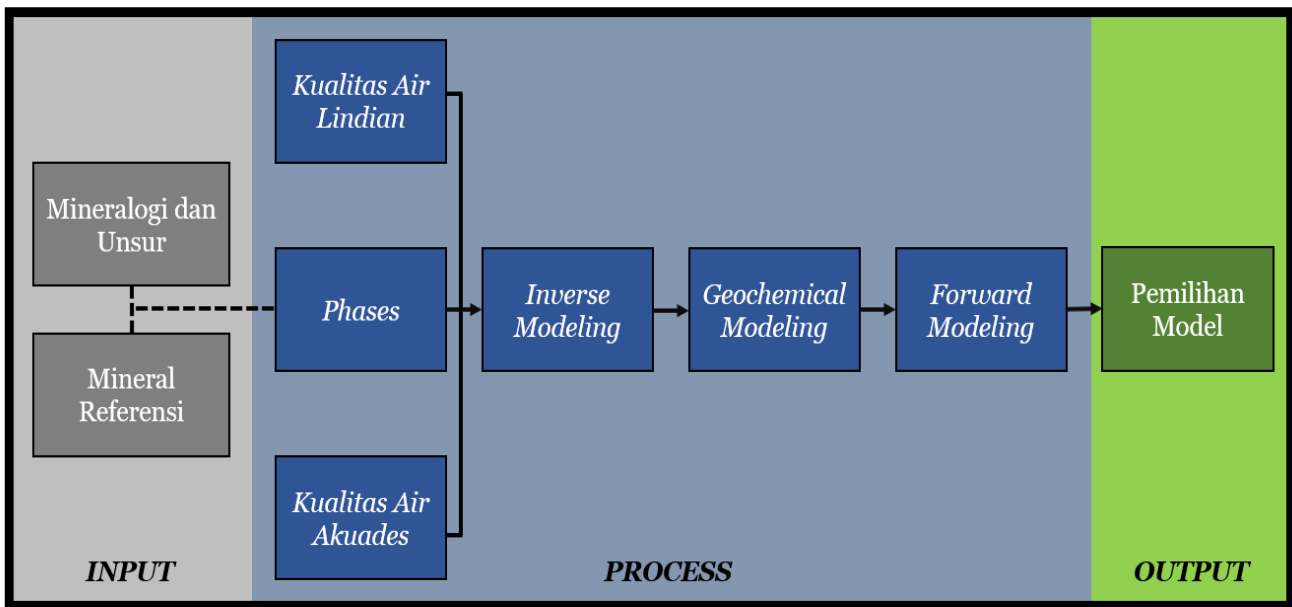 Mineralogi dan
Unsur
Mineral
Referensi
INPUT
Kualitas Air
Lindian
Phases
Kualitas Air
Akuades
Inverse
Modeling
Geochemical
Modeling
Forward
Modeling
PROCESS
Pemilihan
Model
OUTPUT